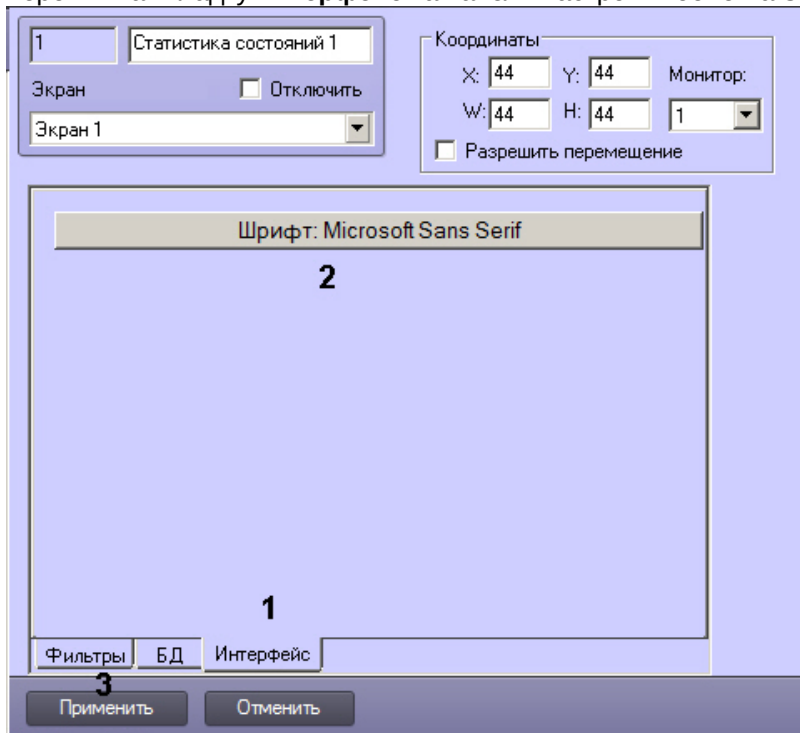 1 Статистика состояний 1
Экран Отключить
Экран 1
Координаты
X: 44 Y: 44 Монитор:
W: 44 H: 44 1
Разрешить перемещение
Шрифт: Microsoft Sans Serif
2
1
Фильтры БД Интерфейс
3
Применить Отменить